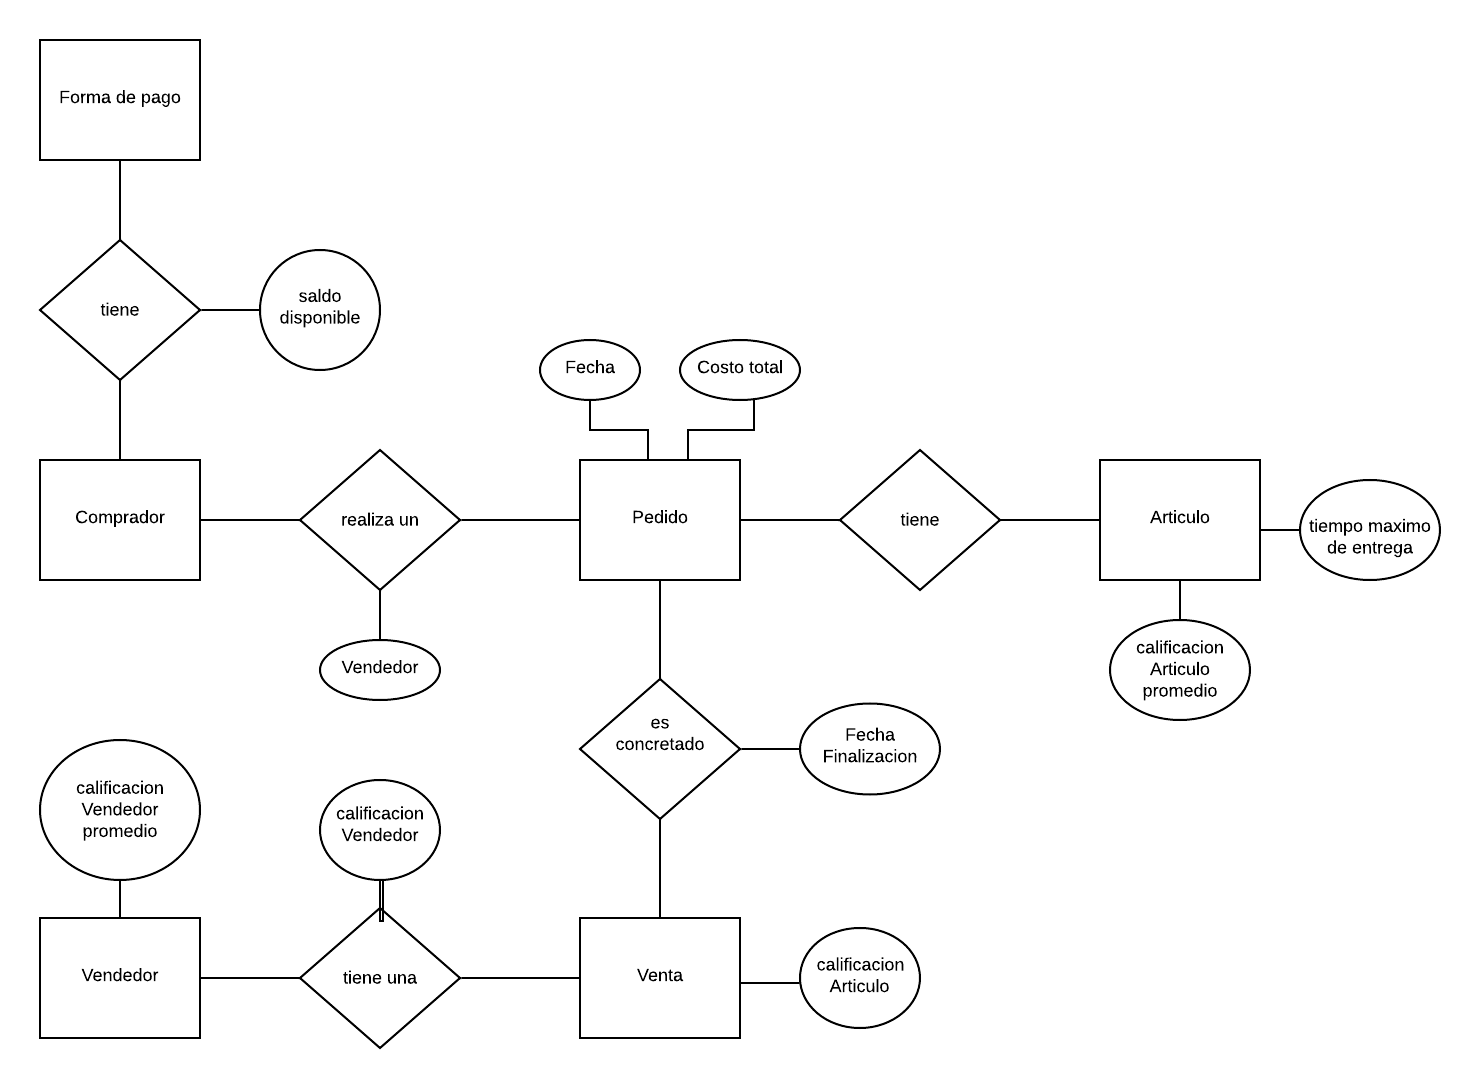 Forma de pago
tiene
saldo
disponible
Fecha
Costo total
Comprador
realiza un
Pedido
tiene
Articulo
tiempo maximo
de entrega
Vendedor
calificacion
Articulo
promedio
es
concretado
Fecha
Finalizacion
calificacion
Vendedor
promedio
calificacion
Vendedor
Vendedor
tiene una
Venta
calificacion
Articulo